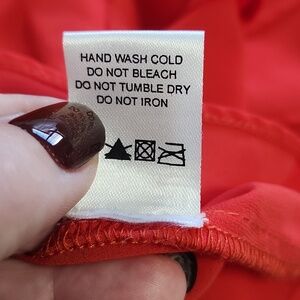 HAND WASH COLD
DO NOT BLEACH
DO NOT TUMBLE DRY
DO NOT IRON